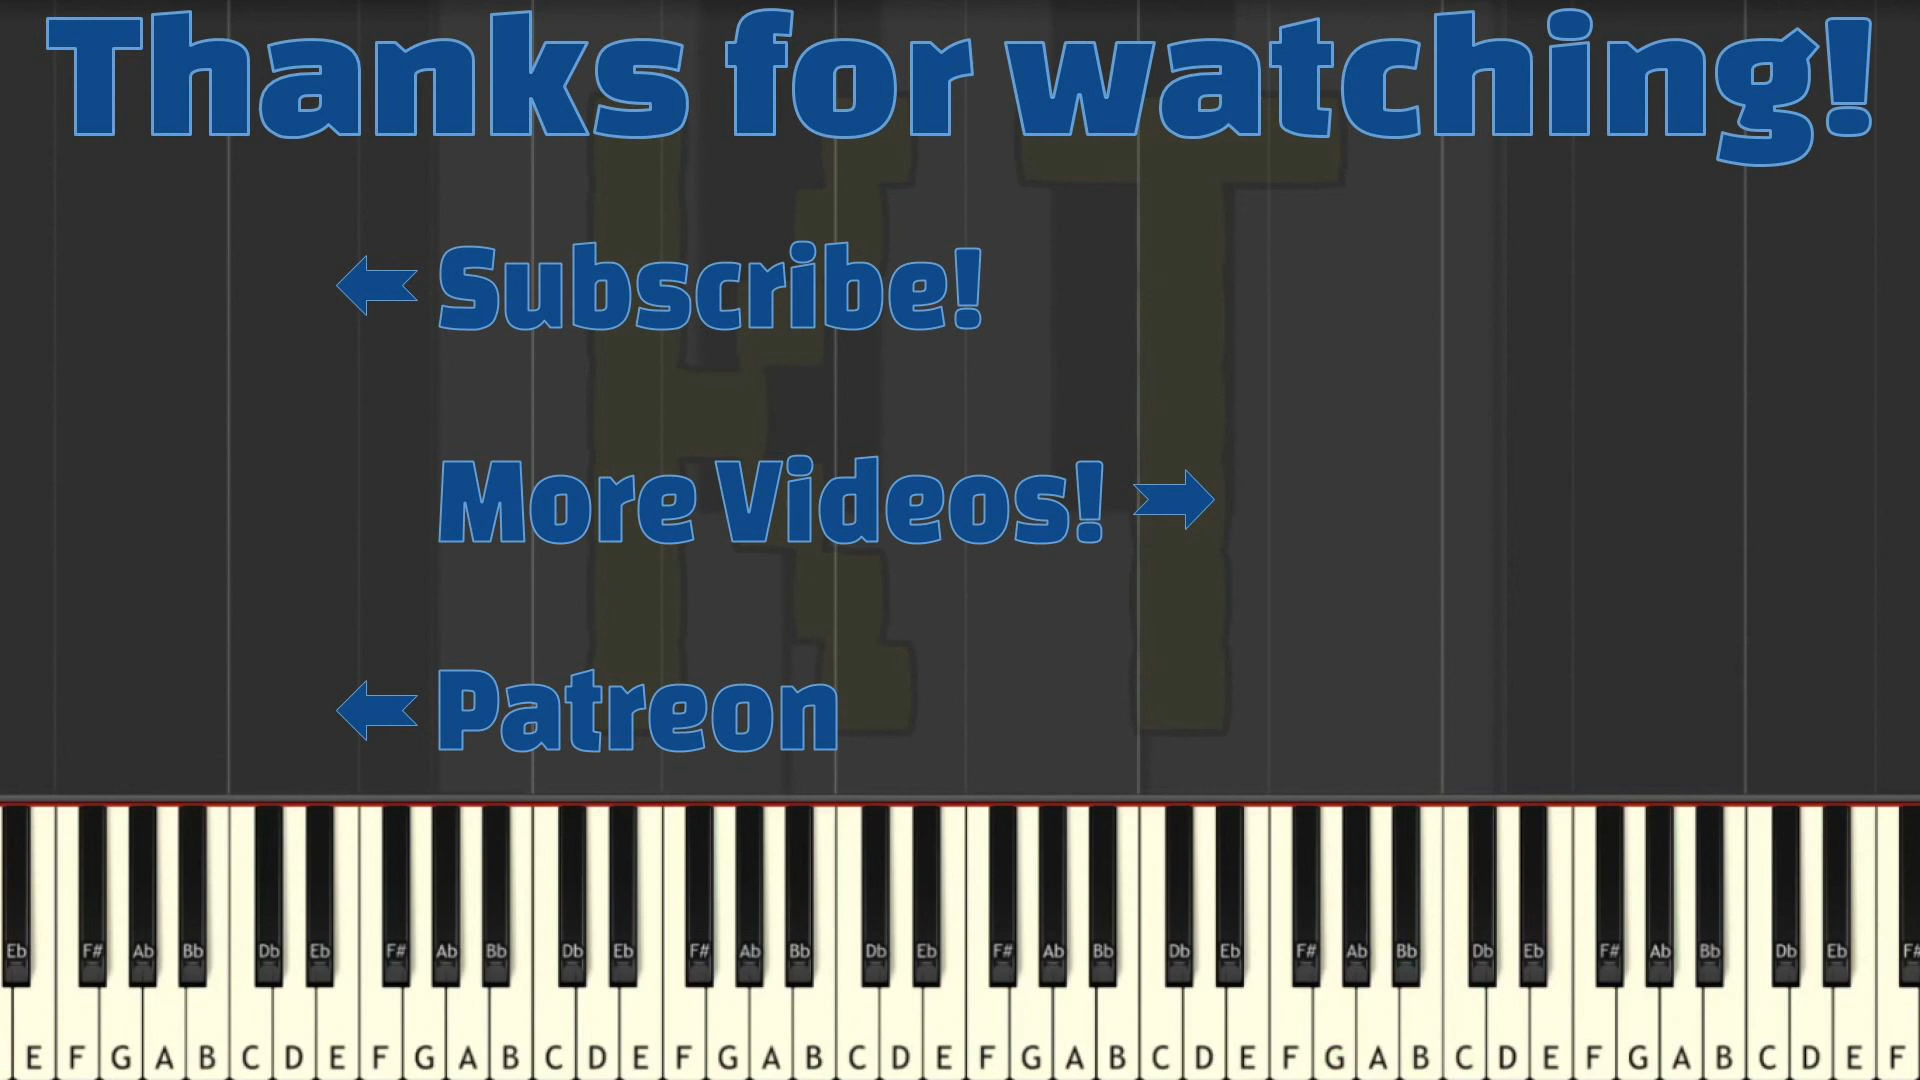 Thanks for watching!
Subscribe!
More Videos!
Patreon
KT
Eb F# Ab Bb Db Eb F# Ab Bb Db Eb F# Ab Bb Db Eb F# Ab Bb Db Eb F# Ab Bb Db Eb F# Ab Bb Db Eb F#
E F G A B C D E F G A B C D E F G A B C D E F G A B C D E F G A B C D E F G A B C D E F